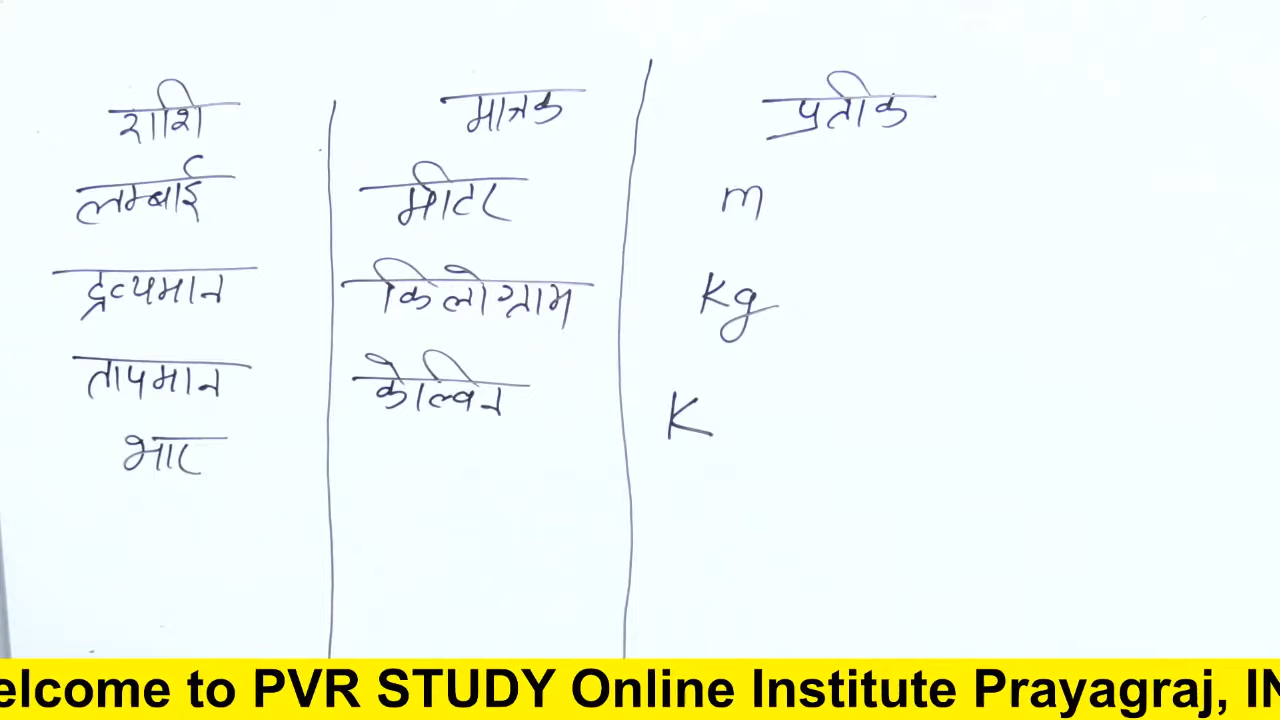 राशि मात्रक प्रतीक
लम्बाई मीटर m
द्रव्यमान किलोग्राम Kg
तापमान केल्विन K
भार
elcome to PVR STUDY Online Institute Prayagraj, IN